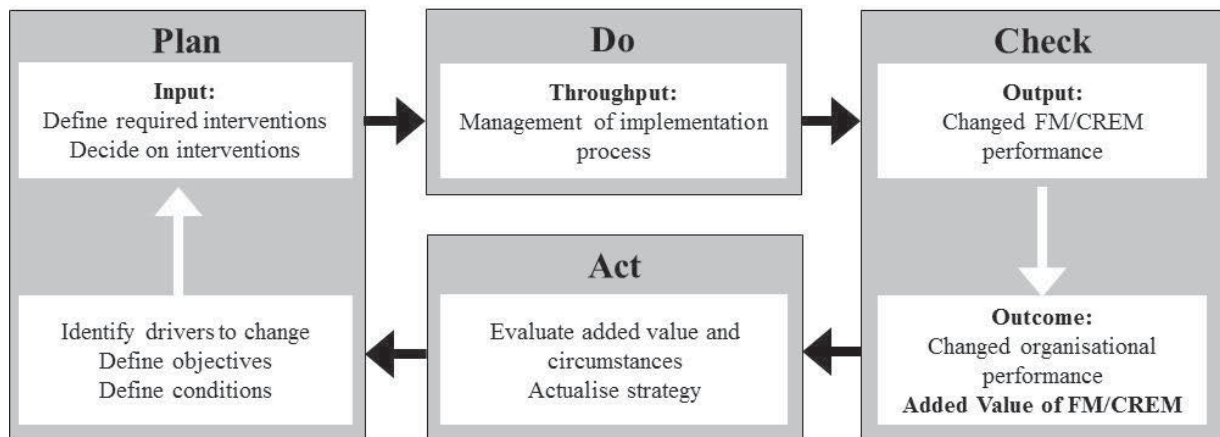 Plan
Input:
Define required interventions
Decide on interventions
Identify drivers to change
Define objectives
Define conditions
Do
Throughput:
Management of implementation
process
Act
Evaluate added value and
circumstances
Actualise strategy
Check
Output:
Changed FM/CREM
performance
Outcome:
Changed organisational
performance
Added Value of FM/CREM